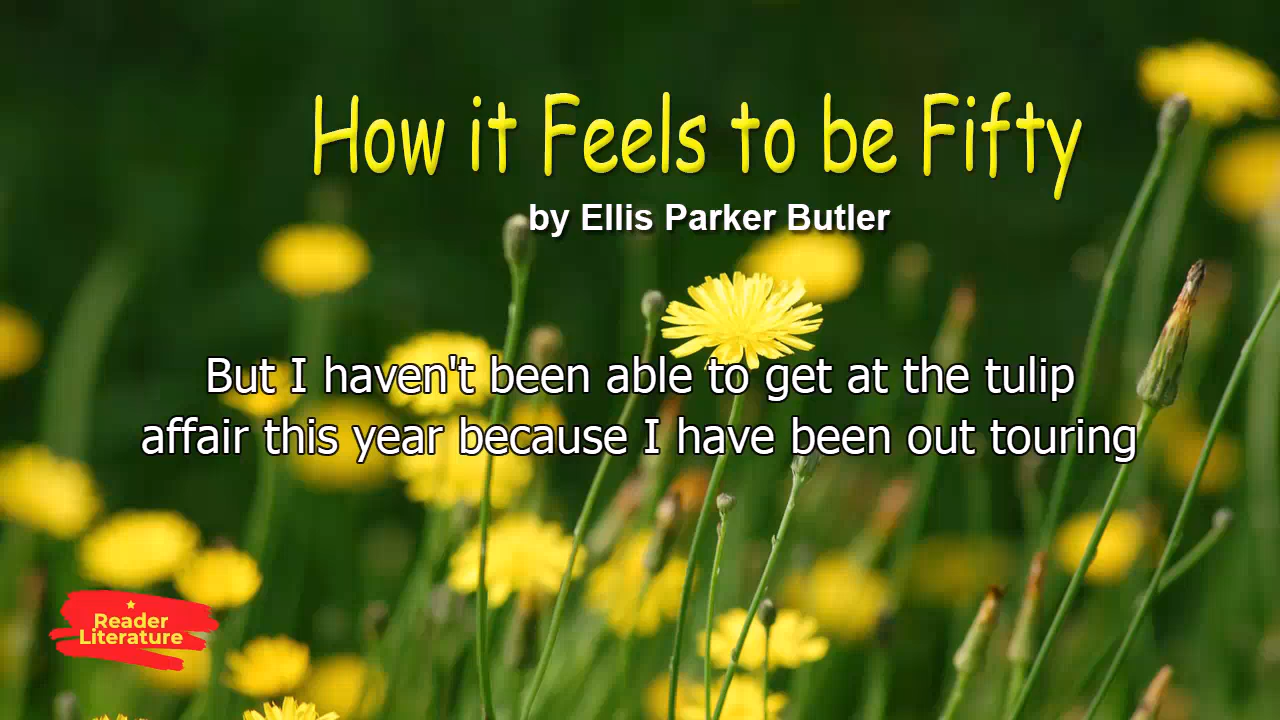 How it Feels to be Fifty
by Ellis Parker Butler
But I haven't been able to get at the tulip
affair this year because I have been out touring
Reader
Literature